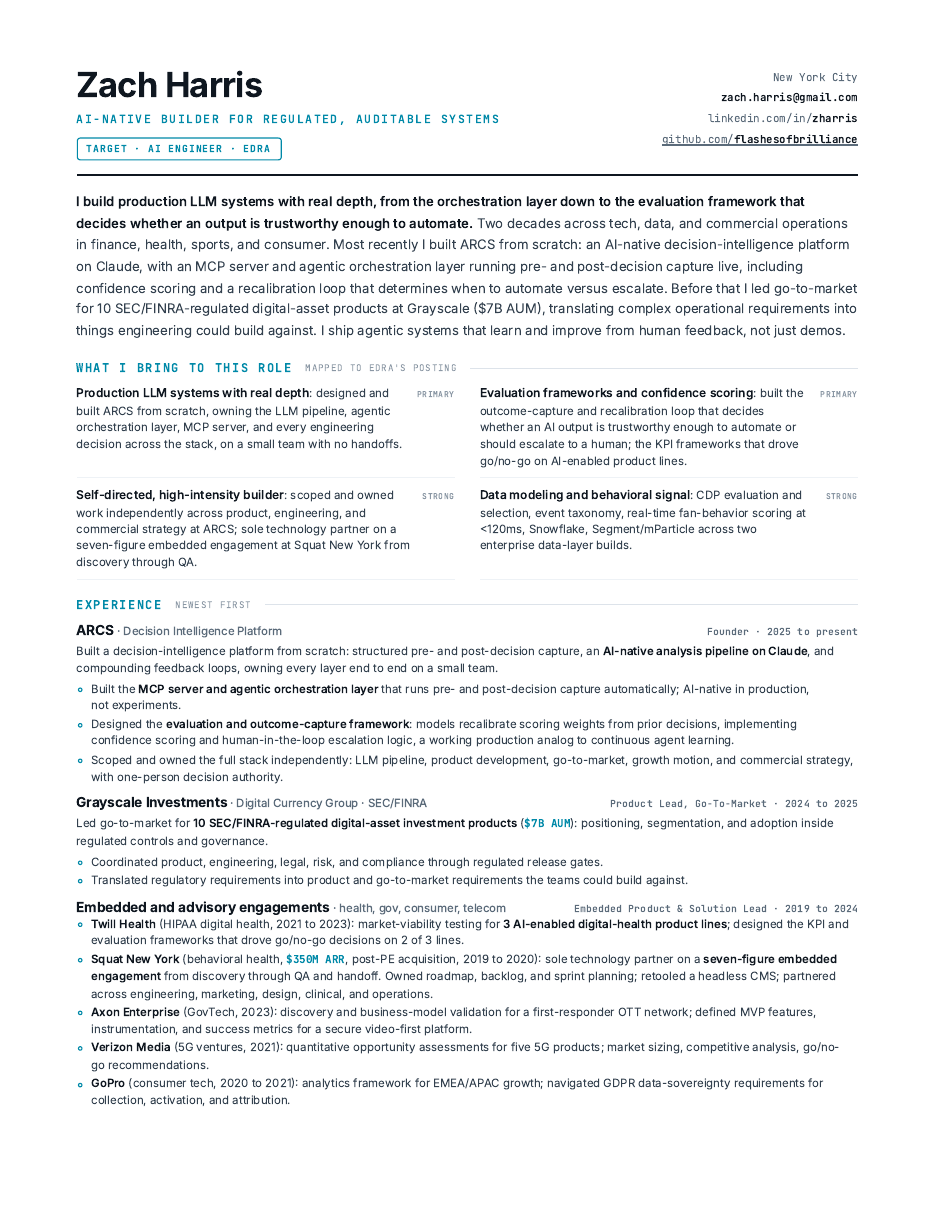 Zach Harris
New York City
zach.harris@gmail.com
AI-NATIVE BUILDER FOR REGULATED, AUDITABLE SYSTEMS
linkedin.com/in/zharris
github.com/flashesofbrilliance
TARGET · AI ENGINEER · EDRA
I build production LLM systems with real depth, from the orchestration layer down to the evaluation framework that
decides whether an output is trustworthy enough to automate. Two decades across tech, data, and commercial operations
in finance, health, sports, and consumer. Most recently I built ARCS from scratch: an AI-native decision-intelligence platform
on Claude, with an MCP server and agentic orchestration layer running pre- and post-decision capture live, including
confidence scoring and a recalibration loop that determines when to automate versus escalate. Before that I led go-to-market
for 10 SEC/FINRA-regulated digital-asset products at Grayscale ($7B AUM), translating complex operational requirements into
things engineering could build against. I ship agentic systems that learn and improve from human feedback, not just demos.
WHAT I BRING TO THIS ROLE MAPPED TO EDRA'S POSTING
Production LLM systems with real depth: designed and PRIMARY
built ARCS from scratch, owning the LLM pipeline, agentic
orchestration layer, MCP server, and every engineering
decision across the stack, on a small team with no handoffs.
Evaluation frameworks and confidence scoring: built the PRIMARY
outcome-capture and recalibration loop that decides
whether an AI output is trustworthy enough to automate or
should escalate to a human; the KPI frameworks that drove
go/no-go on AI-enabled product lines.
Self-directed, high-intensity builder: scoped and owned STRONG
work independently across product, engineering, and
commercial strategy at ARCS; sole technology partner on a
seven-figure embedded engagement at Squat New York from
discovery through QA.
Data modeling and behavioral signal: CDP evaluation and STRONG
selection, event taxonomy, real-time fan-behavior scoring at
<120ms, Snowflake, Segment/mParticle across two
enterprise data-layer builds.
EXPERIENCE NEWEST FIRST
ARCS · Decision Intelligence Platform Founder · 2025 to present
Built a decision-intelligence platform from scratch: structured pre- and post-decision capture, an AI-native analysis pipeline on Claude, and
compounding feedback loops, owning every layer end to end on a small team.
Built the MCP server and agentic orchestration layer that runs pre- and post-decision capture automatically; AI-native in production,
not experiments.
Designed the evaluation and outcome-capture framework: models recalibrate scoring weights from prior decisions, implementing
confidence scoring and human-in-the-loop escalation logic, a working production analog to continuous agent learning.
Scoped and owned the full stack independently: LLM pipeline, product development, go-to-market, growth motion, and commercial strategy,
with one-person decision authority.
Grayscale Investments · Digital Currency Group · SEC/FINRA Product Lead, Go-To-Market · 2024 to 2025
Led go-to-market for 10 SEC/FINRA-regulated digital-asset investment products ($7B AUM): positioning, segmentation, and adoption inside
regulated controls and governance.
Coordinated product, engineering, legal, risk, and compliance through regulated release gates.
Translated regulatory requirements into product and go-to-market requirements the teams could build against.
Embedded and advisory engagements · health, gov, consumer, telecom Embedded Product & Solution Lead · 2019 to 2024
Twill Health (HIPAA digital health, 2021 to 2023): market-viability testing for 3 AI-enabled digital-health product lines; designed the KPI and
evaluation frameworks that drove go/no-go decisions on 2 of 3 lines.
Squat New York (behavioral health, $350M ARR, post-PE acquisition, 2019 to 2020): sole technology partner on a seven-figure embedded
engagement from discovery through QA and handoff. Owned roadmap, backlog, and sprint planning; retooled a headless CMS; partnered
across engineering, marketing, design, clinical, and operations.
Axon Enterprise (GovTech, 2023): discovery and business-model validation for a first-responder OTT network; defined MVP features,
instrumentation, and success metrics for a secure video-first platform.
Verizon Media (5G ventures, 2021): quantitative opportunity assessments for five 5G products; market sizing, competitive analysis, go/no-
go recommendations.
GoPro (consumer tech, 2020 to 2021): analytics framework for EMEA/APAC growth; navigated GDPR data-sovereignty requirements for
collection, activation, and attribution.